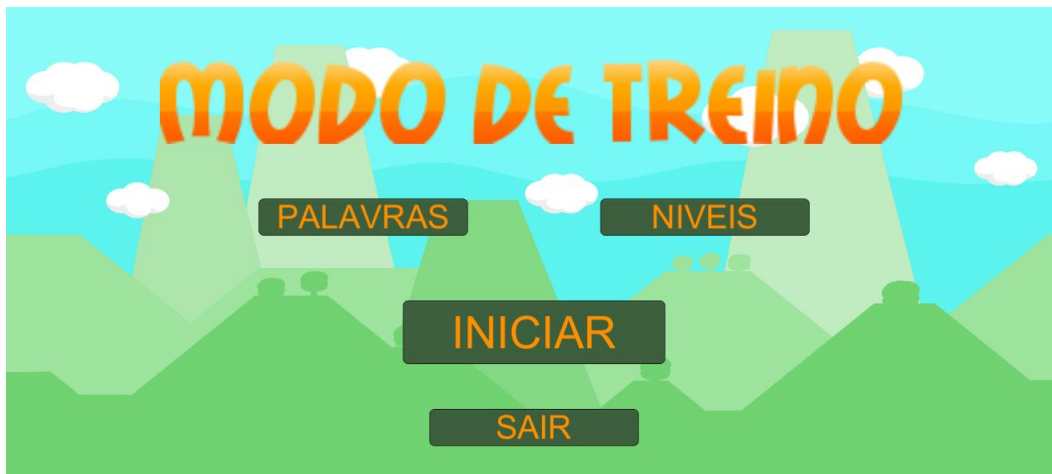 MODO DE TREINO
PALAVRAS
NIVEIS
INICIAR
SAIR